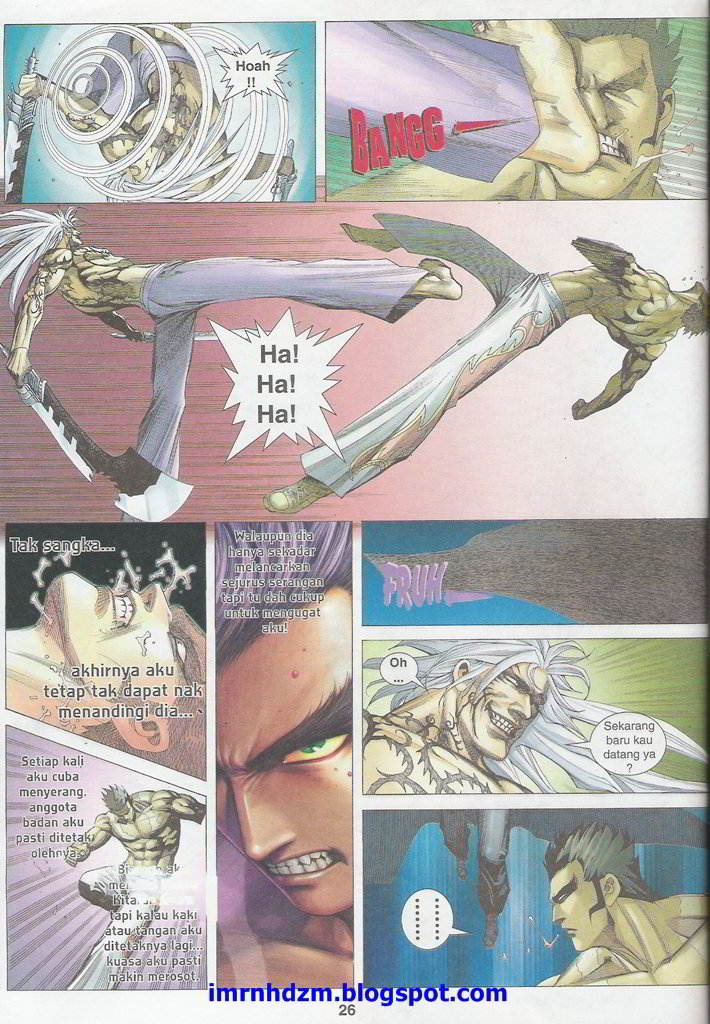 Hoah
!!
BANGG
Ha!
Ha!
Ha!
Tak sangka...
akhirnya aku
tetap tak dapat nak
menandingi dia...
Setiap kali
aku cuba
menyerang,
anggota
badan aku
pasti ditetak
olehnya.
tapi kalau kaki
atau tangan aku
ditetaknya lagi...
kuasa aku pasti
makin merosot.
Walaupun dia
hanya sekadar
melancarkan
sejurus serangan
tapi tu dah cukup
untuk mengugat
aku!
FRUH
Oh
...
Sekarang
baru kau
datang ya
?
imrnhdzm.blogspot.com
26